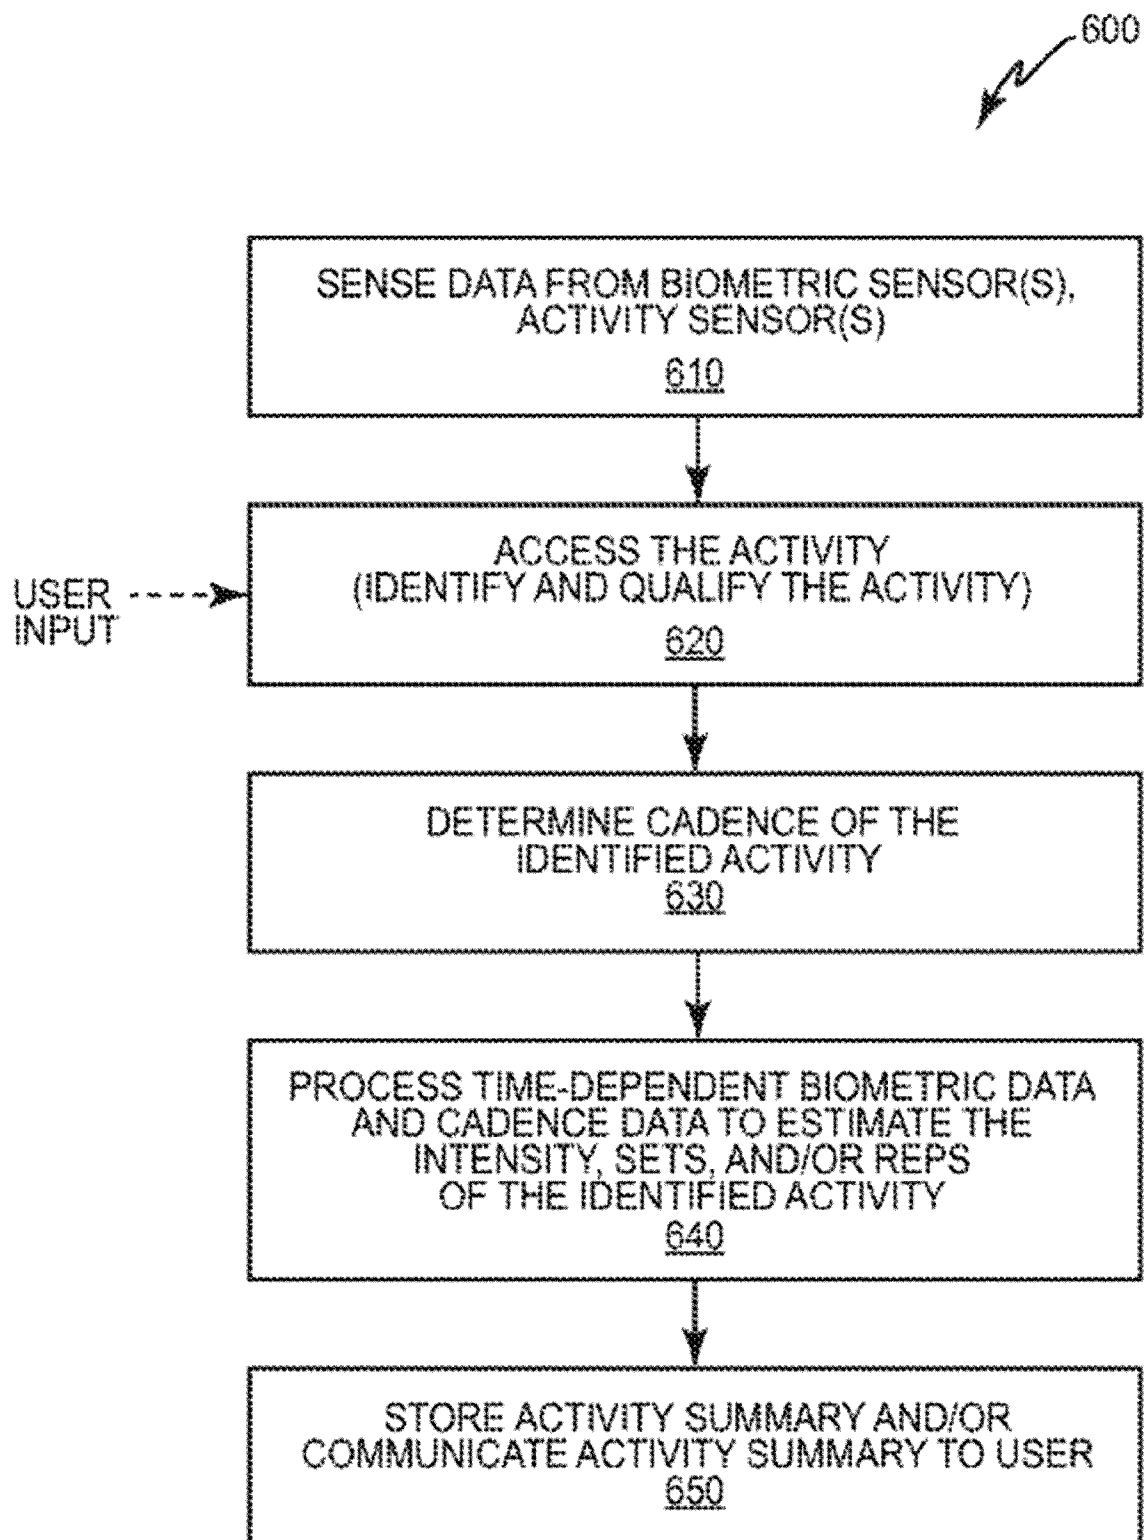 600
SENSE DATA FROM BIOMETRIC SENSOR(S),
ACTIVITY SENSOR(S)
610
ACCESS THE ACTIVITY
(IDENTIFY AND QUALIFY THE ACTIVITY)
620
USER
INPUT
DETERMINE CADENCE OF THE
IDENTIFIED ACTIVITY
630
PROCESS TIME-DEPENDENT BIOMETRIC DATA
AND CADENCE DATA TO ESTIMATE THE
INTENSITY, SETS, AND/OR REPS
OF THE IDENTIFIED ACTIVITY
640
STORE ACTIVITY SUMMARY AND/OR
COMMUNICATE ACTIVITY SUMMARY TO USER
650